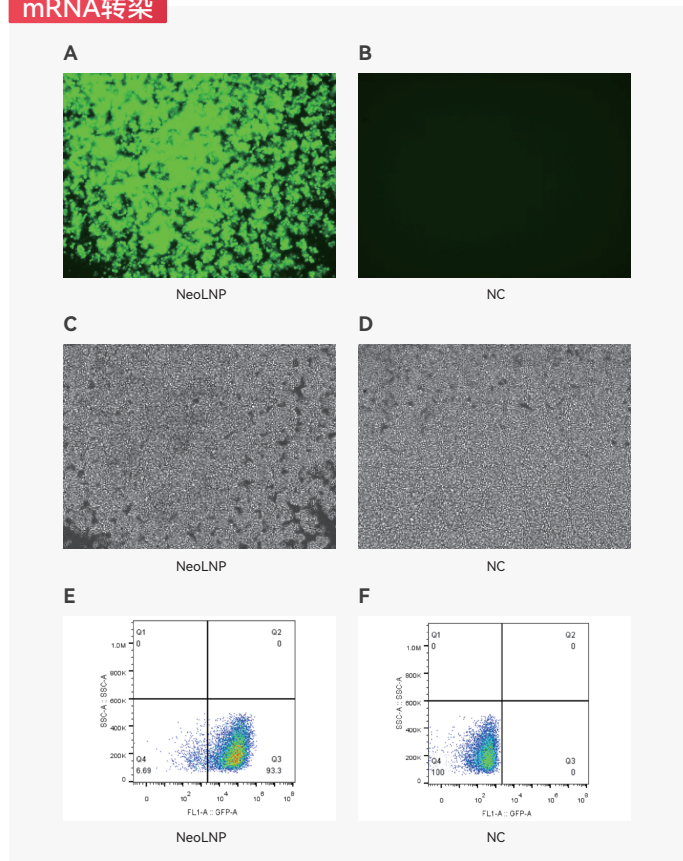 mRNA转染
A
B
NeoLNP
NC
C
D
NeoLNP
NC
E
F
Q1
0
Q2
0
1.0M
800K
600K
400K
200K
0
SSC-A :: SSC-A
Q4
6.69
Q3
93.3
0
10^2
10^4
10^6
10^8
FL1-A :: GFP-A
NeoLNP
Q1
0
Q2
0
1.0M
800K
600K
400K
200K
0
SSC-A :: SSC-A
Q4
100
Q3
0
0
10^2
10^4
10^6
10^8
FL1-A :: GFP-A
NC